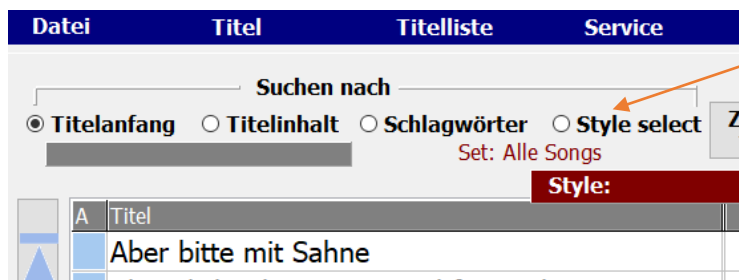 Datei Titel Titelliste Service
Suchen nach
Titelanfang Titelinhalt Schlagwörter Style select Z
Set: Alle Songs
Style:
A Titel
Aber bitte mit Sahne